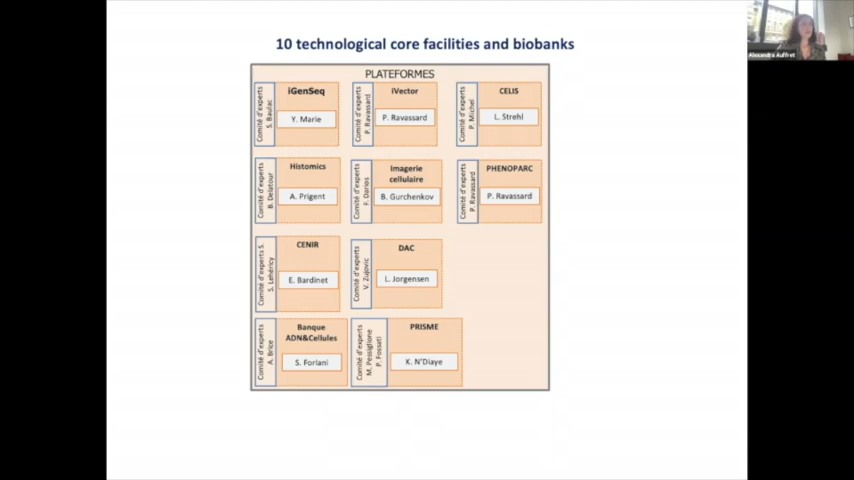 10 technological core facilities and biobanks
Alexandra Auffret
PLATEFORMES
Comité d'experts
S. Baulac
iGenSeq
Y. Marie
Comité d'experts
P. Ravassard
iVector
P. Ravassard
Comité d'experts
P. Michel
CELIS
L. Strehl
Comité d'experts
B. Delatour
Histomics
A. Prigent
Comité d'experts
F. Darios
Imagerie
cellulaire
B. Gurchenkov
Comité d'experts
P. Ravassard
PHENOPARC
P. Ravassard
Comité d'experts S.
S. Lehéricy
CENIR
E. Bardinet
Comité d'experts
V. Zujovic
DAC
L. Jorgensen
Comité d'experts
A. Brice
Banque
ADN&Cellules
S. Forlani
Comité d'experts
M. Pessiglione
P. Fossati
PRISME
K. N'Diaye